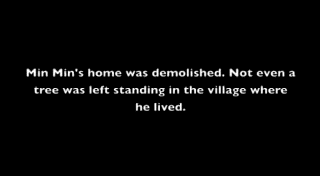 Min Min's home was demolished. Not even a
tree was left standing in the village where
he lived.